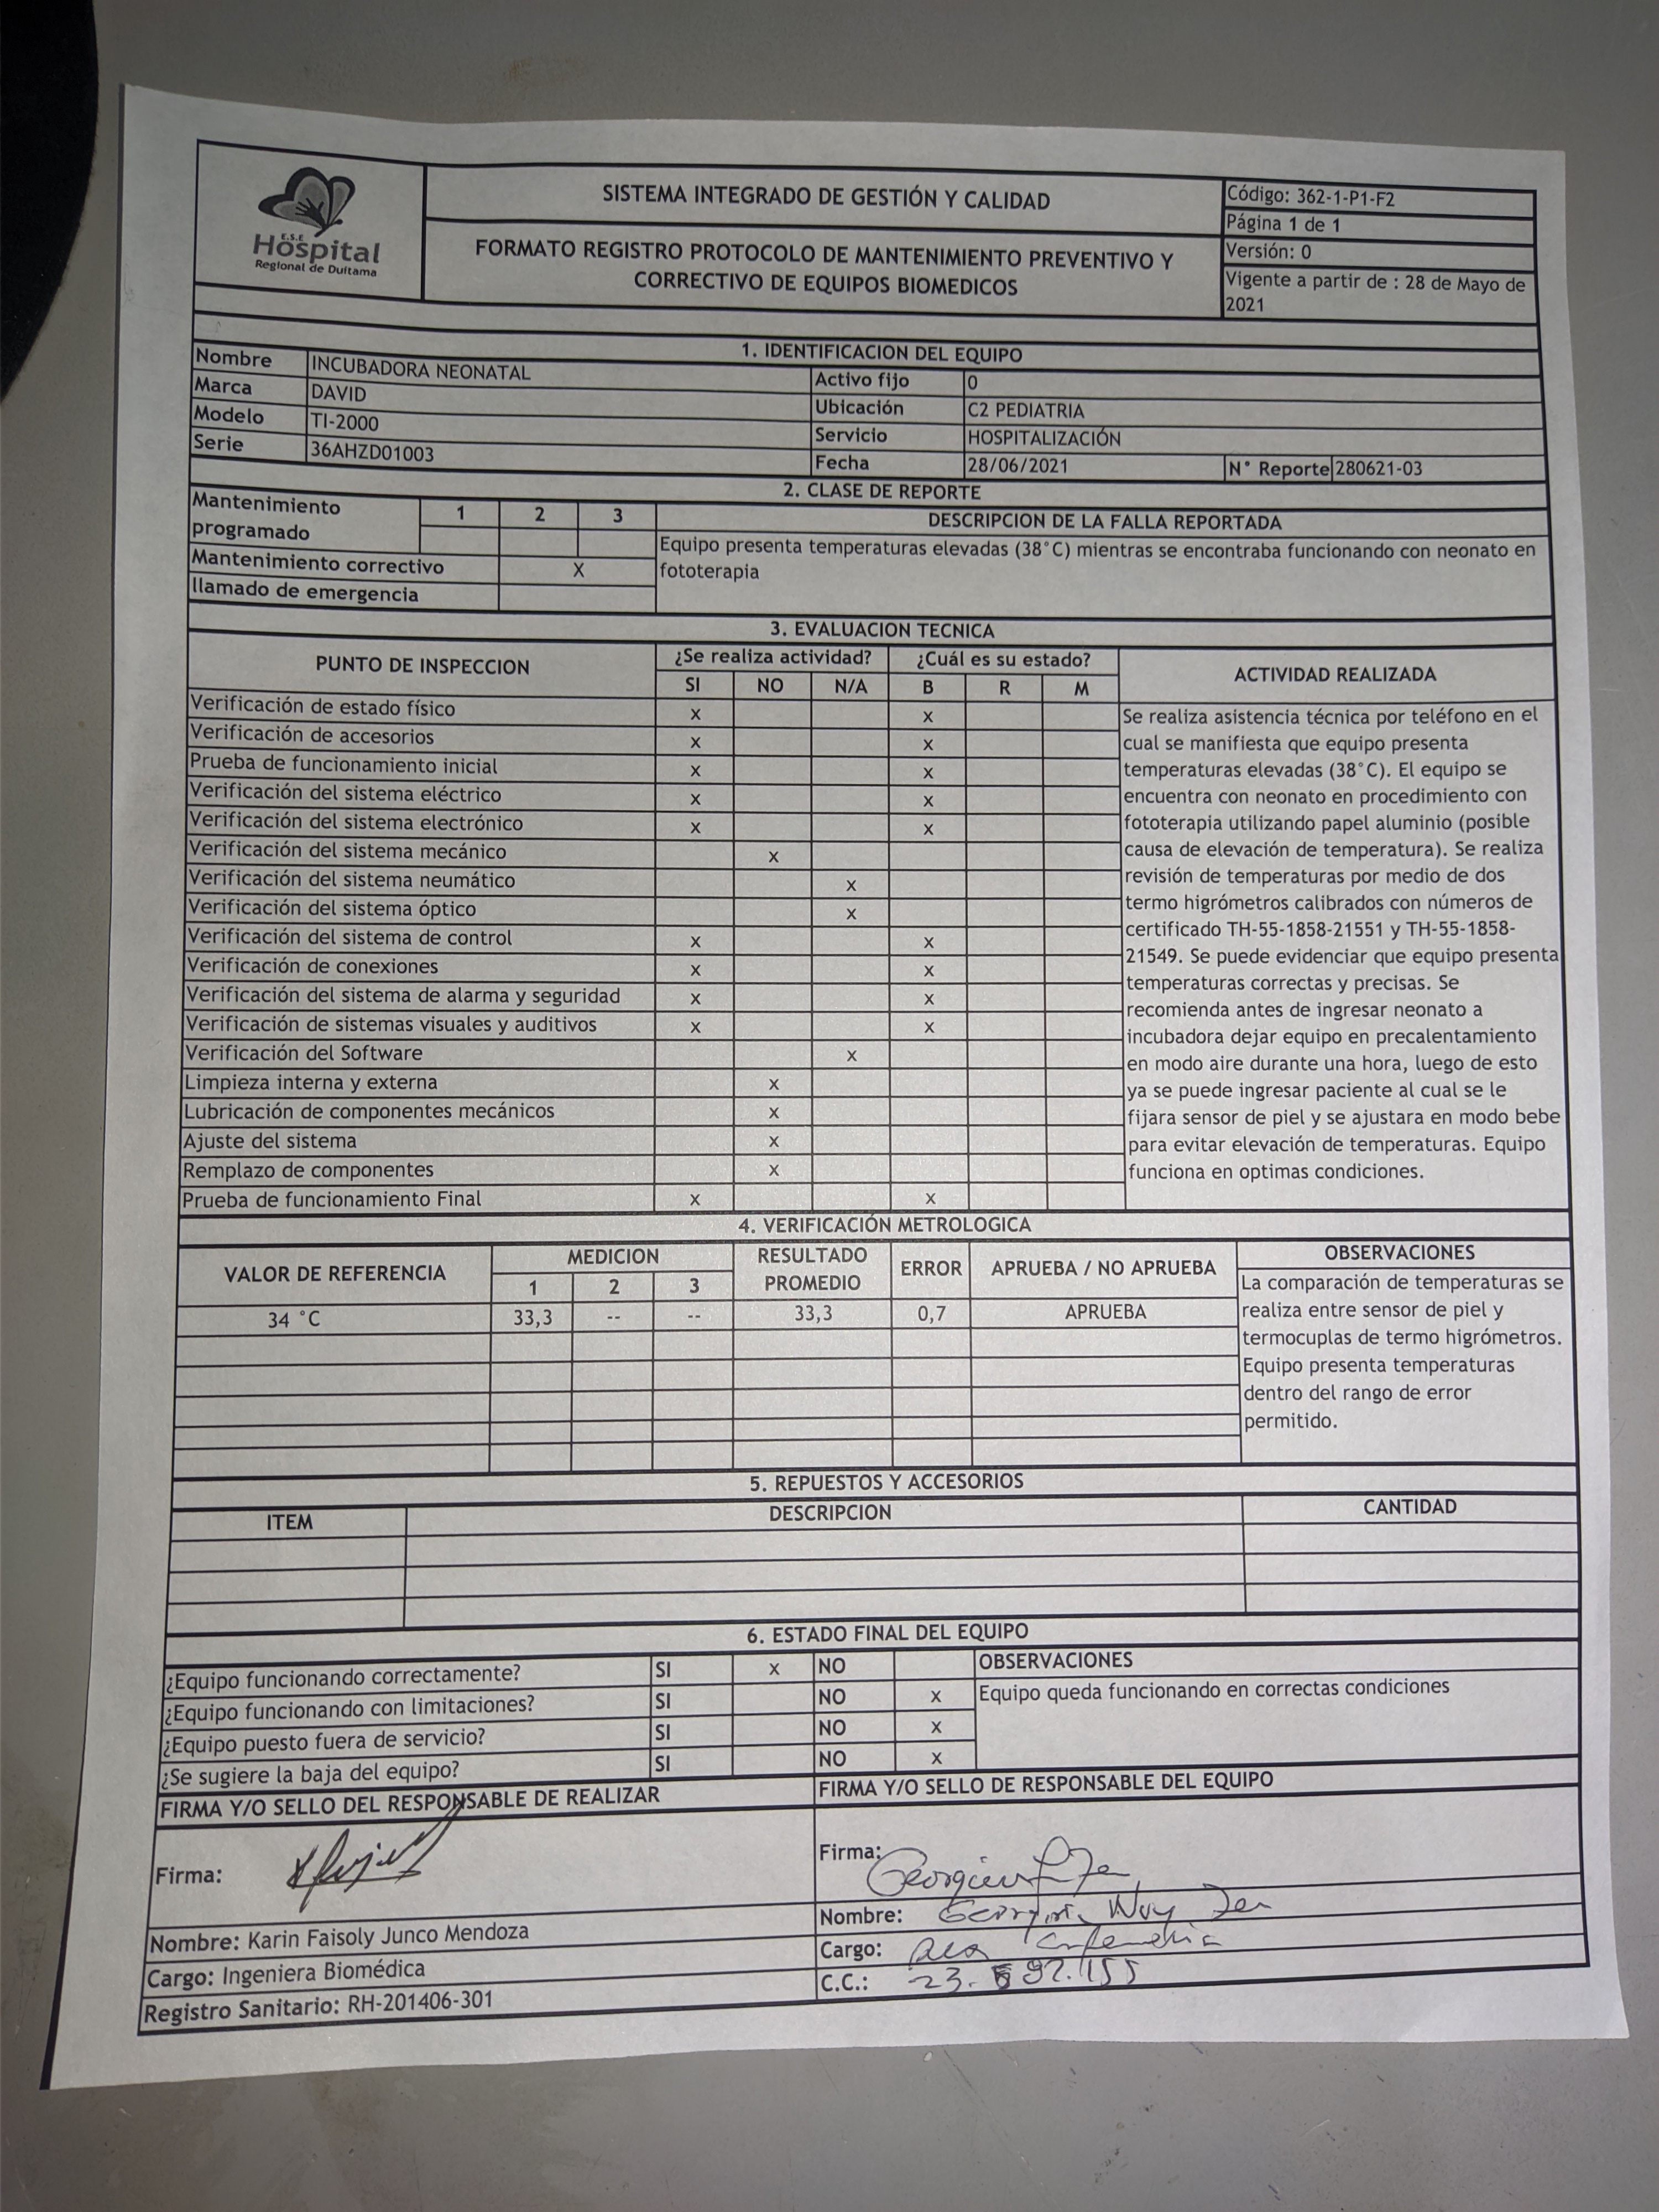 E.S.E
Hospital
Regional de Duitama
SISTEMA INTEGRADO DE GESTIÓN Y CALIDAD
FORMATO REGISTRO PROTOCOLO DE MANTENIMIENTO PREVENTIVO Y
CORRECTIVO DE EQUIPOS BIOMEDICOS
Código: 362-1-P1-F2
Página 1 de 1
Versión: 0
Vigente a partir de : 28 de Mayo de
2021
1. IDENTIFICACION DEL EQUIPO
Nombre INCUBADORA NEONATAL Activo fijo 0
Marca DAVID Ubicación C2 PEDIATRIA
Modelo TI-2000 Servicio HOSPITALIZACIÓN
Serie 36AHZD01003 Fecha 28/06/2021 N° Reporte 280621-03
2. CLASE DE REPORTE
Mantenimiento
programado
1 2 3
Mantenimiento correctivo X
llamado de emergencia
DESCRIPCION DE LA FALLA REPORTADA
Equipo presenta temperaturas elevadas (38°C) mientras se encontraba funcionando con neonato en
fototerapia
3. EVALUACION TECNICA
PUNTO DE INSPECCION ¿Se realiza actividad? ¿Cuál es su estado? ACTIVIDAD REALIZADA
SI NO N/A B R M
Verificación de estado físico X X
Verificación de accesorios X X
Prueba de funcionamiento inicial X X
Verificación del sistema eléctrico X X
Verificación del sistema electrónico X X
Verificación del sistema mecánico X
Verificación del sistema neumático X
Verificación del sistema óptico X
Verificación del sistema de control X X
Verificación de conexiones X X
Verificación del sistema de alarma y seguridad X X
Verificación de sistemas visuales y auditivos X X
Verificación del Software X
Limpieza interna y externa X
Lubricación de componentes mecánicos X
Ajuste del sistema X
Remplazo de componentes X
Prueba de funcionamiento Final X X
Se realiza asistencia técnica por teléfono en el
cual se manifiesta que equipo presenta
temperaturas elevadas (38°C). El equipo se
encuentra con neonato en procedimiento con
fototerapia utilizando papel aluminio (posible
causa de elevación de temperatura). Se realiza
revisión de temperaturas por medio de dos
termo higrómetros calibrados con números de
certificado TH-55-1858-21551 y TH-55-1858-
21549. Se puede evidenciar que equipo presenta
temperaturas correctas y precisas. Se
recomienda antes de ingresar neonato a
incubadora dejar equipo en precalentamiento
en modo aire durante una hora, luego de esto
ya se puede ingresar paciente al cual se le
fijara sensor de piel y se ajustara en modo bebe
para evitar elevación de temperaturas. Equipo
funciona en optimas condiciones.
4. VERIFICACIÓN METROLOGICA
VALOR DE REFERENCIA MEDICION RESULTADO
PROMEDIO ERROR APRUEBA / NO APRUEBA OBSERVACIONES
1 2 3
34 °C 33,3 -- -- 33,3 0,7 APRUEBA
La comparación de temperaturas se
realiza entre sensor de piel y
termocuplas de termo higrómetros.
Equipo presenta temperaturas
dentro del rango de error
permitido.
5. REPUESTOS Y ACCESORIOS
ITEM DESCRIPCION CANTIDAD
6. ESTADO FINAL DEL EQUIPO
¿Equipo funcionando correctamente? SI X NO
¿Equipo funcionando con limitaciones? SI NO X
¿Equipo puesto fuera de servicio? SI NO X
¿Se sugiere la baja del equipo? SI NO X
OBSERVACIONES
Equipo queda funcionando en correctas condiciones
FIRMA Y/O SELLO DEL RESPONSABLE DE REALIZAR
Firma:
Nombre: Karin Faisoly Junco Mendoza
Cargo: Ingeniera Biomédica
Registro Sanitario: RH-201406-301
FIRMA Y/O SELLO DE RESPONSABLE DEL EQUIPO
Firma:
Nombre:
Cargo:
C.C.: